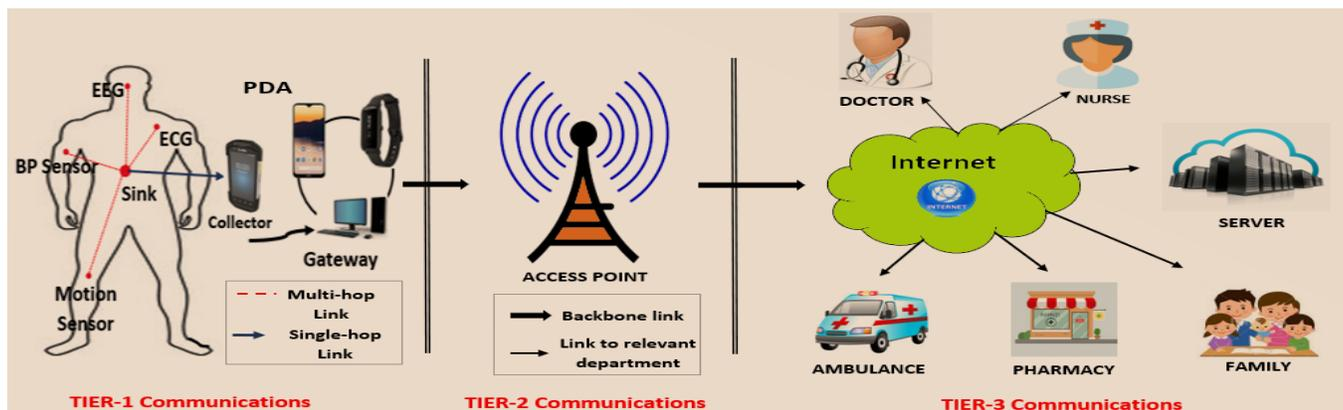 EEG
PDA
ECG
BP Sensor
Sink
Collector
Gateway
Motion
Sensor
Multi-hop
Link
Single-hop
Link
TIER-1 Communications
ACCESS POINT
Backbone link
Link to relevant
department
TIER-2 Communications
DOCTOR
NURSE
Internet
INTERNET
SERVER
AMBULANCE
PHARMACY
FAMILY
TIER-3 Communications